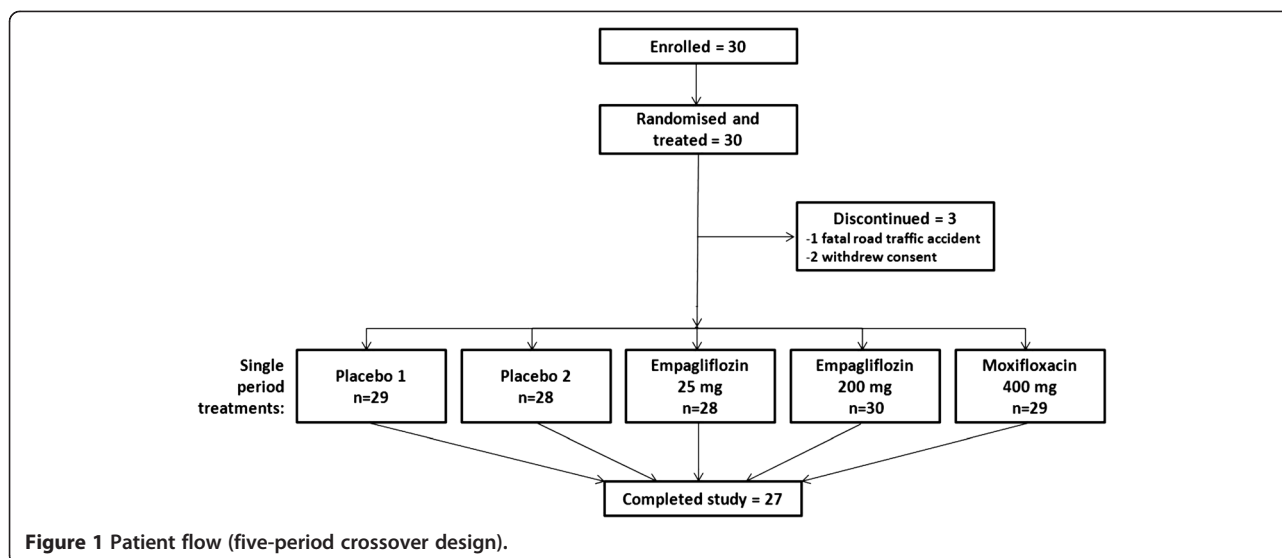 Enrolled = 30
Randomised and
treated = 30
Discontinued = 3
-1 fatal road traffic accident
-2 withdrew consent
Single
period
treatments:
Placebo 1
n=29
Placebo 2
n=28
Empagliflozin
25 mg
n=28
Empagliflozin
200 mg
n=30
Moxifloxacin
400 mg
n=29
Completed study = 27
Figure 1 Patient flow (five-period crossover design).